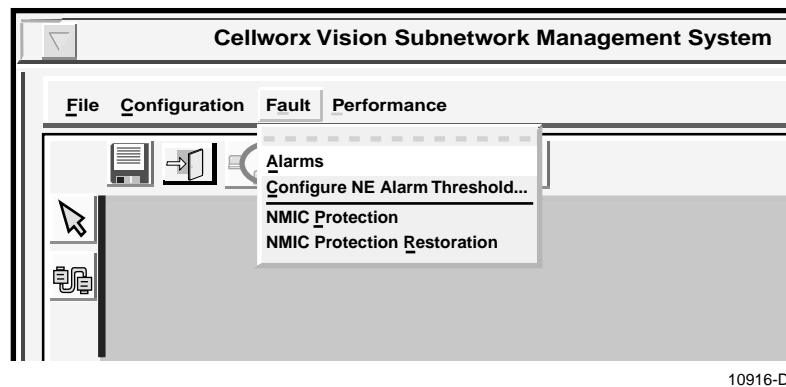 Cellworx Vision Subnetwork Management System
File Configuration Fault Performance
Alarms
Configure NE Alarm Threshold...
NMIC Protection
NMIC Protection Restoration
10916-D